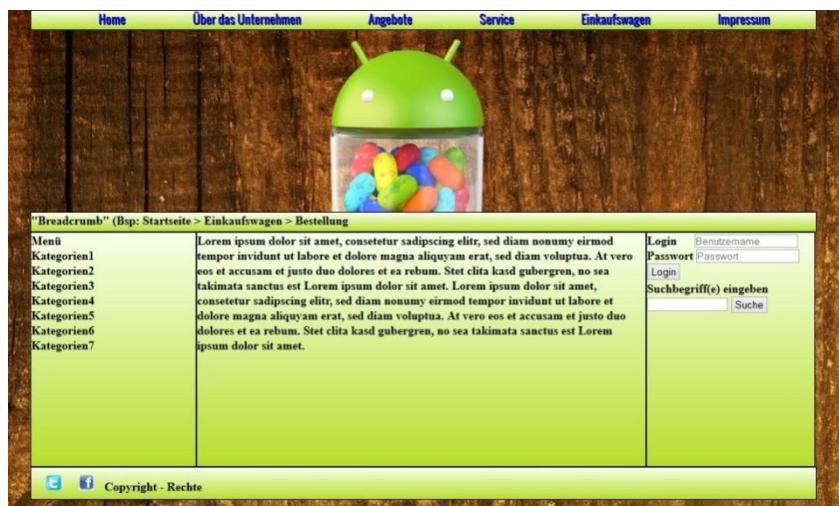 Home Über das Unternehmen Angebote Service Einkaufswagen Impressum
"Breadcrumb" (Bsp: Startseite > Einkaufswagen > Bestellung
Menü
Kategorien1
Kategorien2
Kategorien3
Kategorien4
Kategorien5
Kategorien6
Kategorien7
Lorem ipsum dolor sit amet, consetetur sadipscing elitr, sed diam nonumy eirmod
tempor invidunt ut labore et dolore magna aliquyam erat, sed diam voluptua. At vero
eos et accusam et justo duo dolores et ea rebum. Stet clita kasd gubergren, no sea
takimata sanctus est Lorem ipsum dolor sit amet. Lorem ipsum dolor sit amet,
consetetur sadipscing elitr, sed diam nonumy eirmod tempor invidunt ut labore et
dolore magna aliquyam erat, sed diam voluptua. At vero eos et accusam et justo duo
dolores et ea rebum. Stet clita kasd gubergren, no sea takimata sanctus est Lorem
ipsum dolor sit amet.
Login Benutzername
Passwort Passwort
Login
Suchbegriff(e) eingeben
Suche
Copyright - Rechte